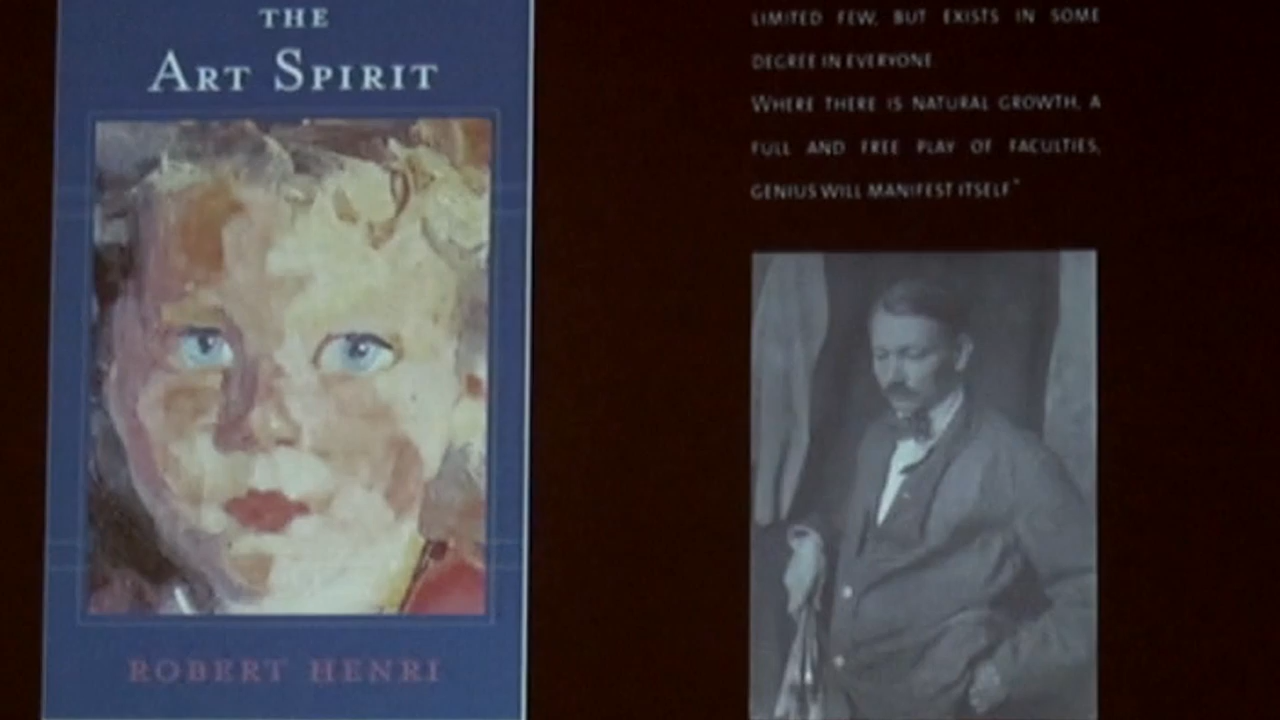 THE
ART SPIRIT
ROBERT HENRI
LIMITED FEW, BUT EXISTS IN SOME
DEGREE IN EVERYONE
WHERE THERE IS NATURAL GROWTH, A
FULL AND FREE PLAY OF FACULTIES,
GENIUS WILL MANIFEST ITSELF"